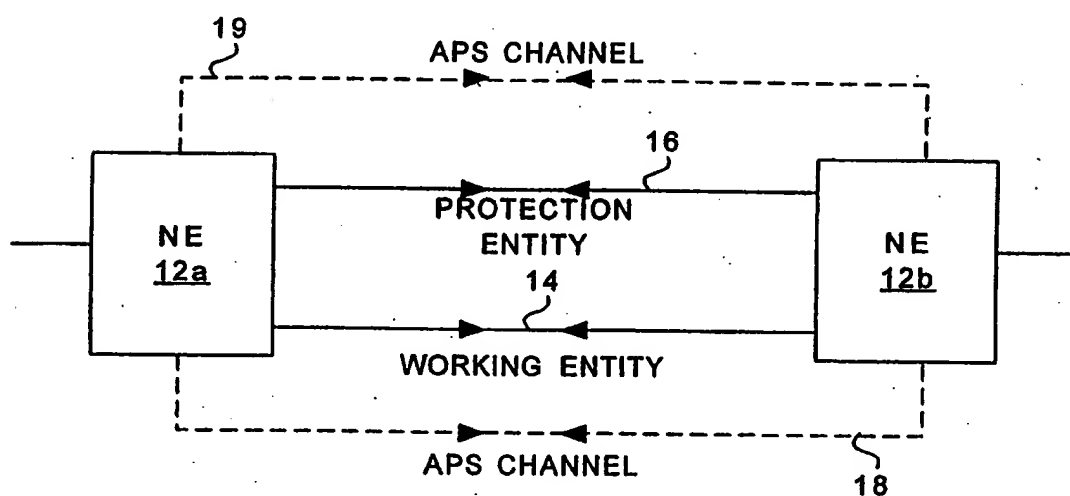 19
APS CHANNEL
16
PROTECTION
ENTITY
NE
12a
NE
12b
14
WORKING ENTITY
APS CHANNEL
18